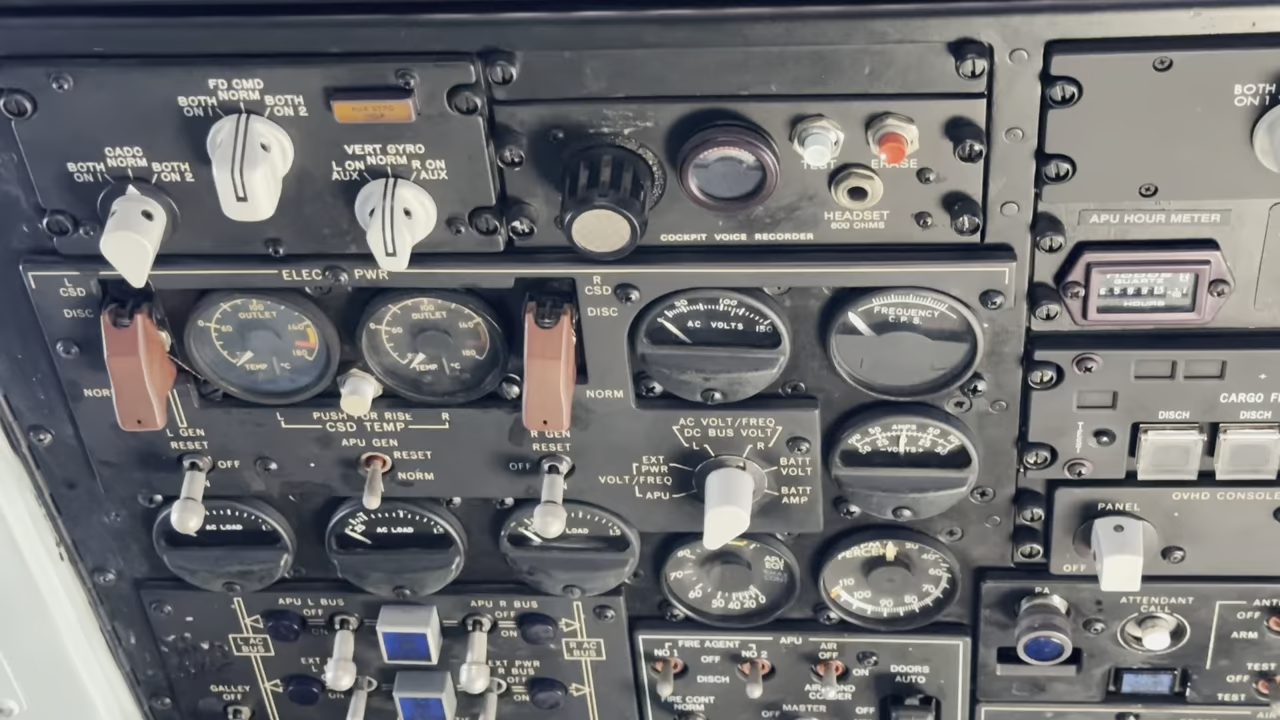 FD CMD
NORM
BOTH
ON 1
BOTH
ON 2
CADC
NORM
BOTH
ON 1
BOTH
ON 2
VERT GYRO
NORM
L ON
AUX
R ON
AUX
TEST
ERASE
HEADSET
600 OHMS
COCKPIT VOICE RECORDER
BOTH
ON 1
APU HOUR METER
QUARTZ
HOURS
ELEC PWR
L
CSD
DISC
NORM
OUTLET
TEMP °C
OUTLET
TEMP °C
R
CSD
DISC
NORM
50 100 150
AC VOLTS
FREQUENCY
C.P.S.
L PUSH FOR RISE R
CSD TEMP
L GEN
RESET
OFF
APU GEN
RESET
NORM
R GEN
RESET
OFF
AC VOLT/FREQ
DC BUS VOLT
L R
EXT
PWR
VOLT/FREQ
APU
BATT
VOLT
BATT
AMP
AMPS
-VOLTS+
CARGO
DISCH DISCH
AC LOAD
AC LOAD
AC LOAD
APU
EGT
PERCENT
OVHD CONSOLE
PANEL
OFF
APU L BUS
OFF
ON
APU R BUS
OFF
ON
L AC
BUS
R AC
BUS
EXT
EXT PWR
R BUS
OFF
ON
GALLEY
OFF
FIRE AGENT APU
NO 1
OFF
DISCH
NO 2
AIR
OFF
ON
DOORS
AUTO
FIRE CONT
NORM
OFF
MASTER
OFF
PA
ATTENDANT
CALL
OFF
ARM
TEST
OFF
TEST